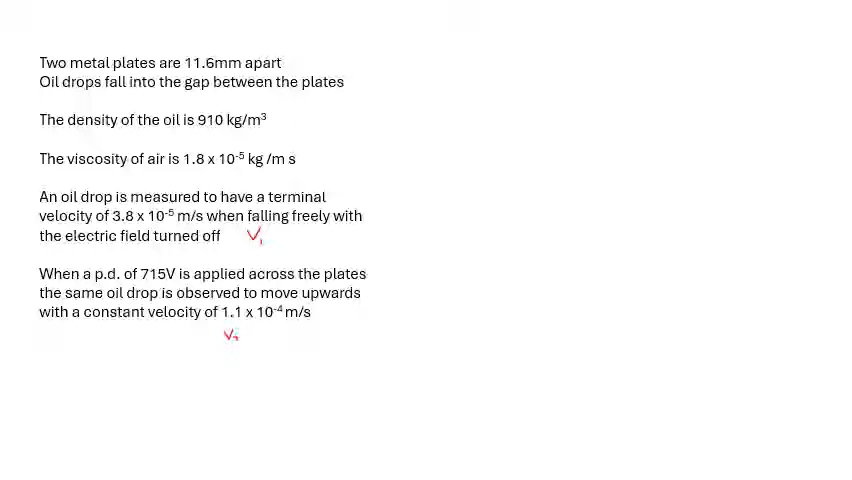 Two metal plates are 11.6mm apart
Oil drops fall into the gap between the plates
The density of the oil is 910 kg/m³
The viscosity of air is 1.8 x 10⁻⁵ kg /m s
An oil drop is measured to have a terminal
velocity of 3.8 x 10⁻⁵ m/s when falling freely with
the electric field turned off V₁
When a p.d. of 715V is applied across the plates
the same oil drop is observed to move upwards
with a constant velocity of 1.1 x 10⁻⁴ m/s
V₂